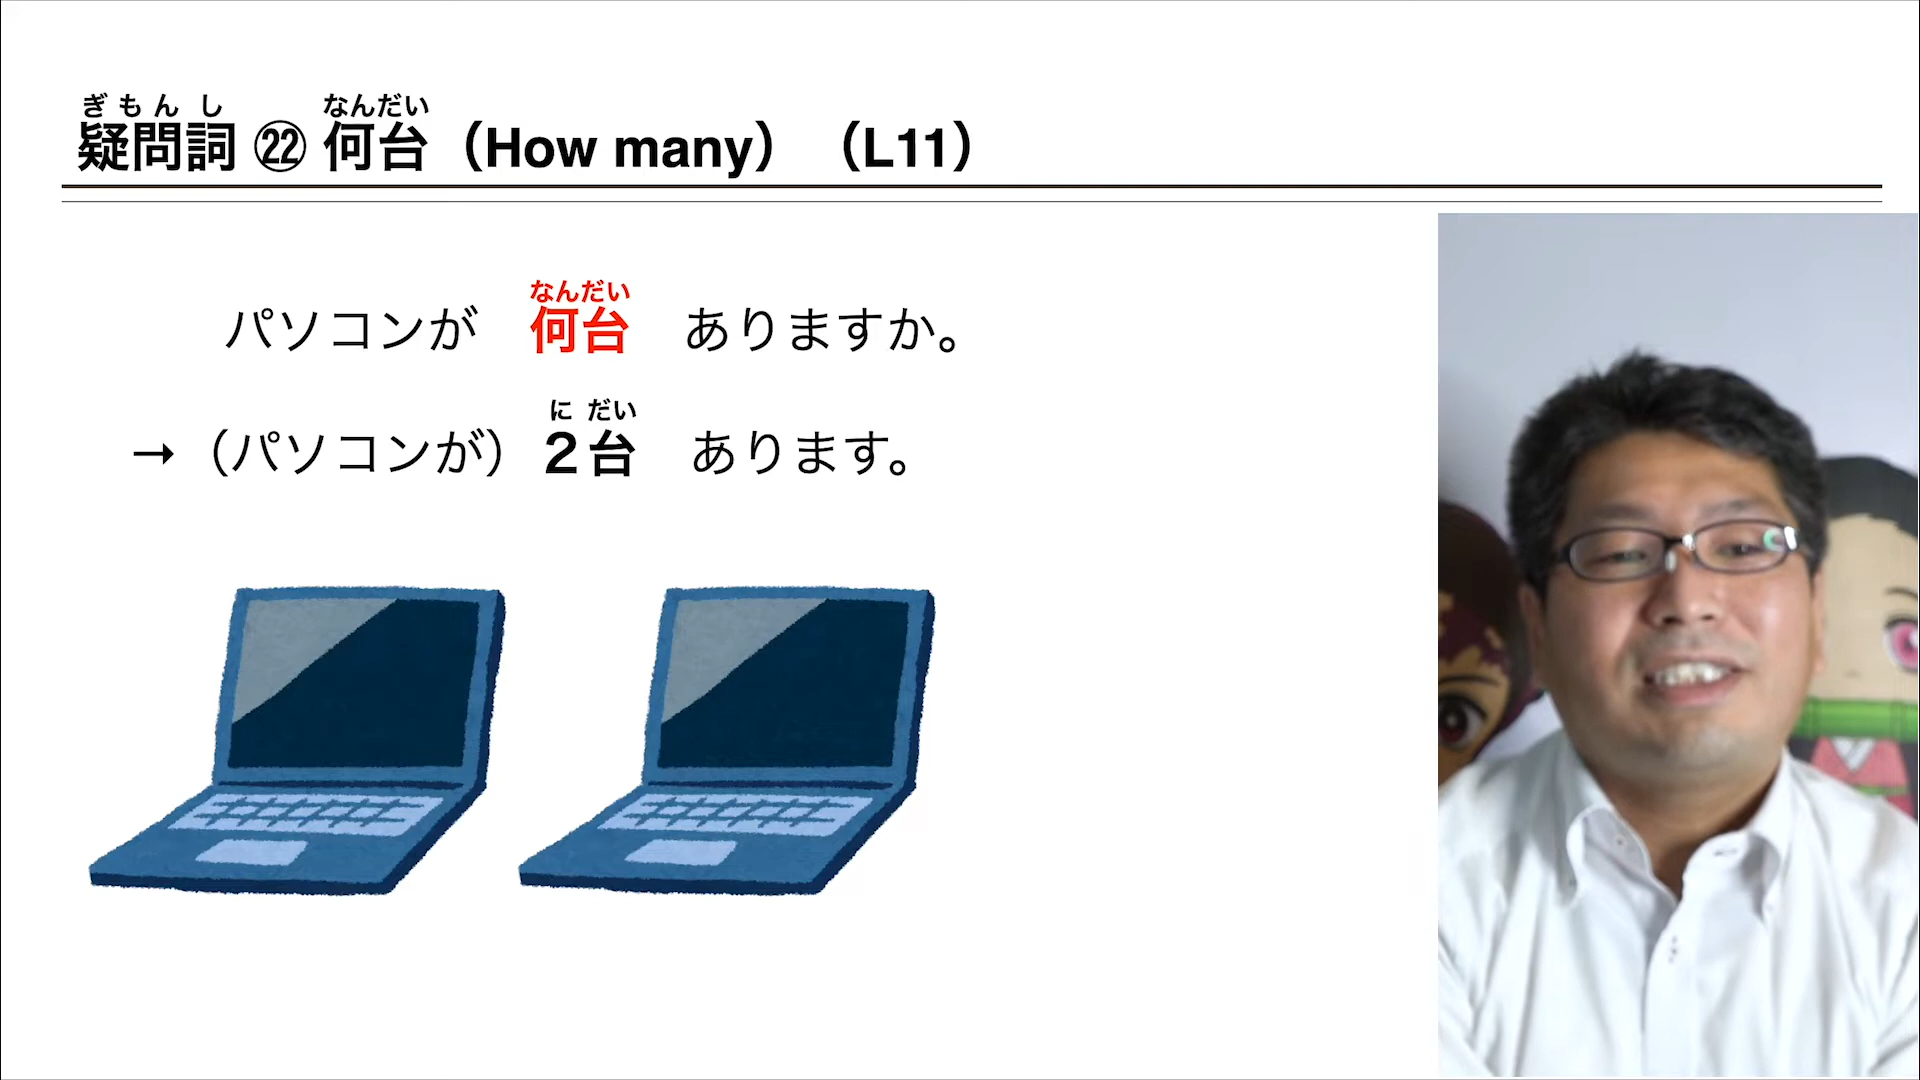 ぎもんし なんだい
疑問詞 ㉒ 何台（How many）（L11）
なんだい
パソコンが 何台 ありますか。
に だい
→（パソコンが）２台 あります。